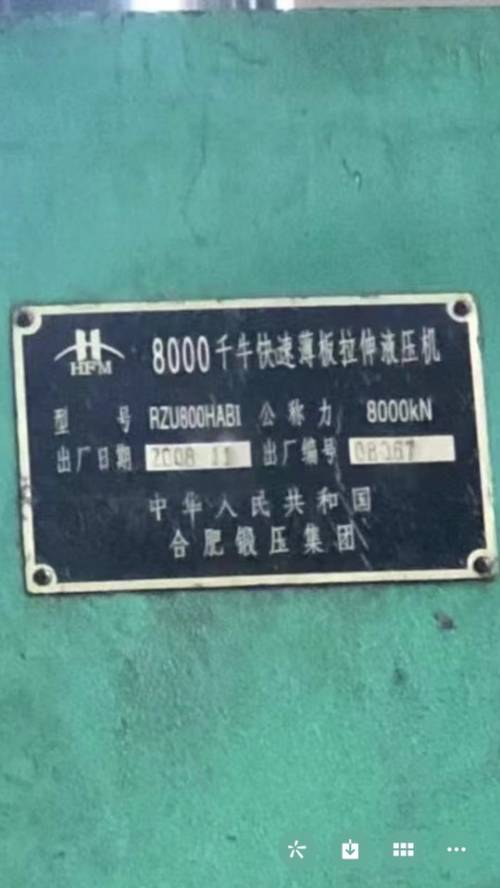 HFM 8000千牛快速薄板拉伸液压机
型 号 RZU800HABI 公称力 8000kN
出厂日期 2008 11 出厂编号 08067
中华人民共和国
合肥锻压集团